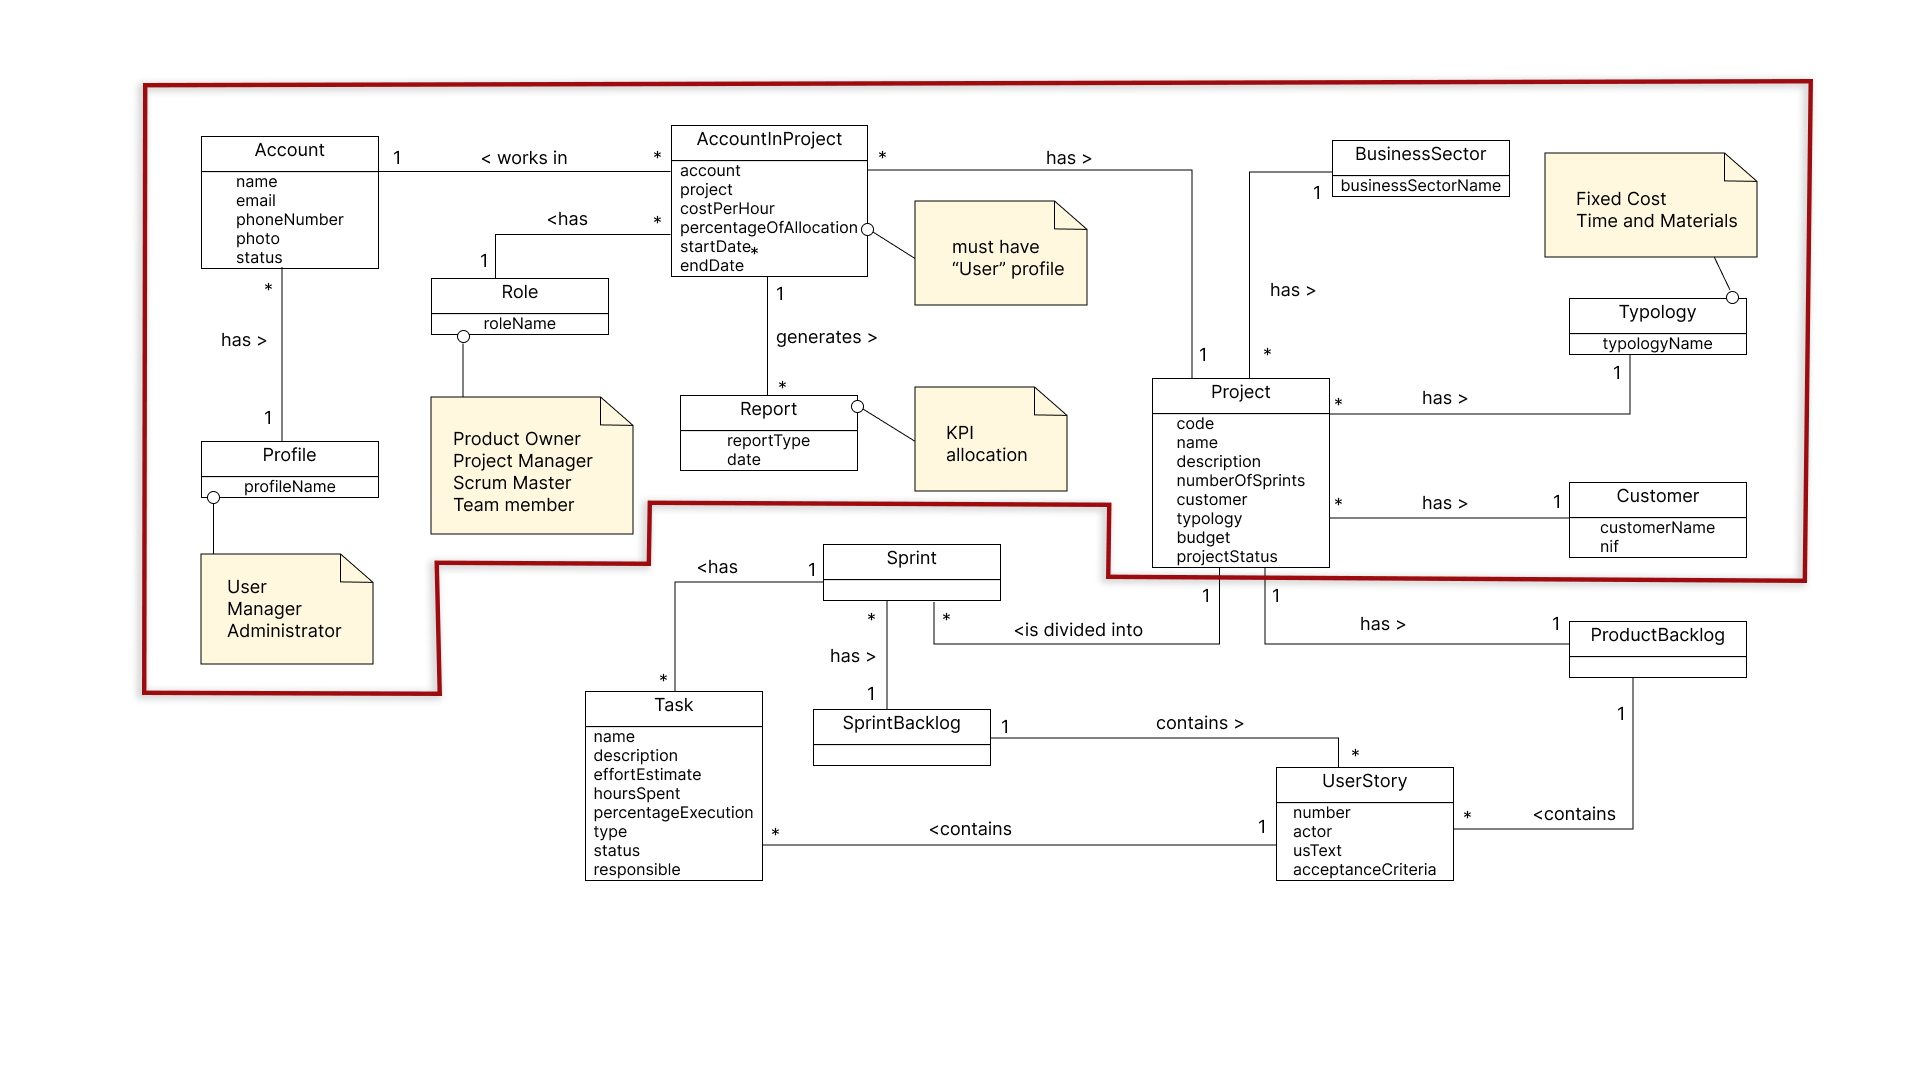 Account
name
email
phoneNumber
photo
status
1
< works in
*
AccountInProject
account
project
costPerHour
percentageOfAllocation
startDate
*
endDate
*
has >
1
<has
*
1
Role
roleName
Product Owner
Project Manager
Scrum Master
Team member
*
has >
1
Profile
profileName
User
Manager
Administrator
1
generates >
*
Report
reportType
date
must have
“User” profile
KPI
allocation
BusinessSector
businessSectorName
1
has >
*
Fixed Cost
Time and Materials
Typology
typologyName
1
has >
*
Project
code
name
description
numberOfSprints
customer
typology
budget
projectStatus
*
has >
1
Customer
customerName
nif
Sprint
<has
1
*
*
has >
1
*
<is divided into
1
1
has >
1
ProductBacklog
1
<contains
*
SprintBacklog
1
contains >
*
UserStory
number
actor
usText
acceptanceCriteria
Task
name
description
effortEstimate
hoursSpent
percentageExecution
type
status
responsible
*
<contains
1